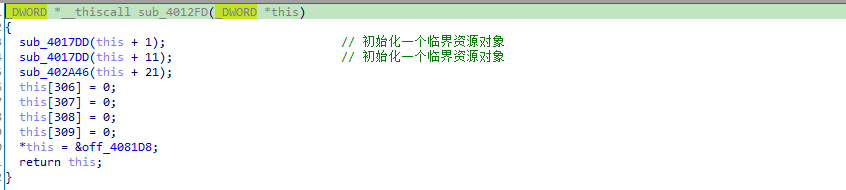 _DWORD *__thiscall sub_4012FD(_DWORD *this)
{
sub_4017DD(this + 1); // 初始化一个临界资源对象
sub_4017DD(this + 11); // 初始化一个临界资源对象
sub_402A46(this + 21);
this[306] = 0;
this[307] = 0;
this[308] = 0;
this[309] = 0;
*this = &off_4081D8;
return this;
}